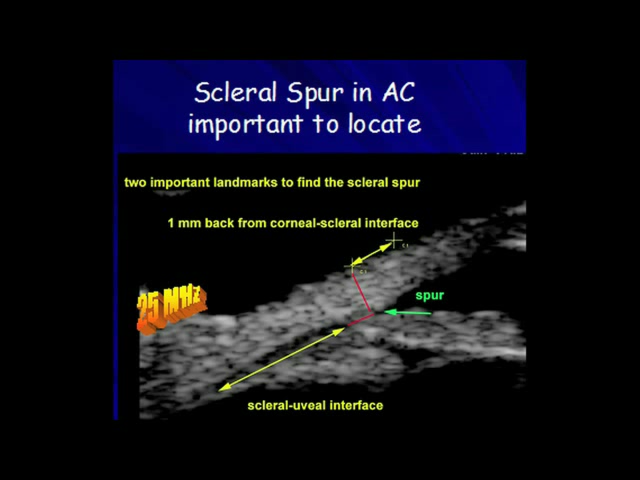 Scleral Spur in AC
important to locate
two important landmarks to find the scleral spur
1 mm back from corneal-scleral interface
25 MHz
spur
scleral-uveal interface